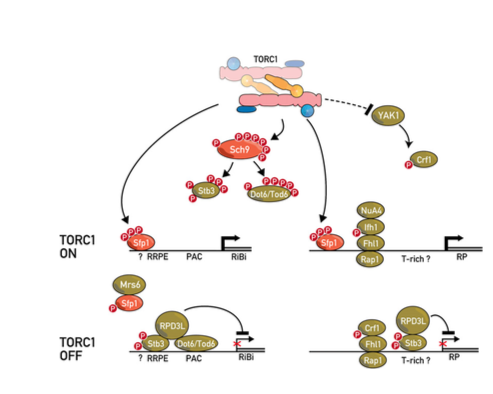 TORC1
YAK1
P P P P P P P P
Sch9
P Crf1
P P P P P Stb3
P P P P P P Dot6/Tod6
TORC1 ON
P P P Sfp1
? RRPE PAC RiBi
P P P Sfp1
NuA4
P Ifh1
Fhl1
Rap1
T-rich ? RP
Mrs6
P Sfp1
TORC1 OFF
RPD3L
P P Stb3 Dot6/Tod6
? RRPE PAC RiBi
P Crf1
Fhl1
Rap1
RPD3L
P P Stb3
T-rich ? RP